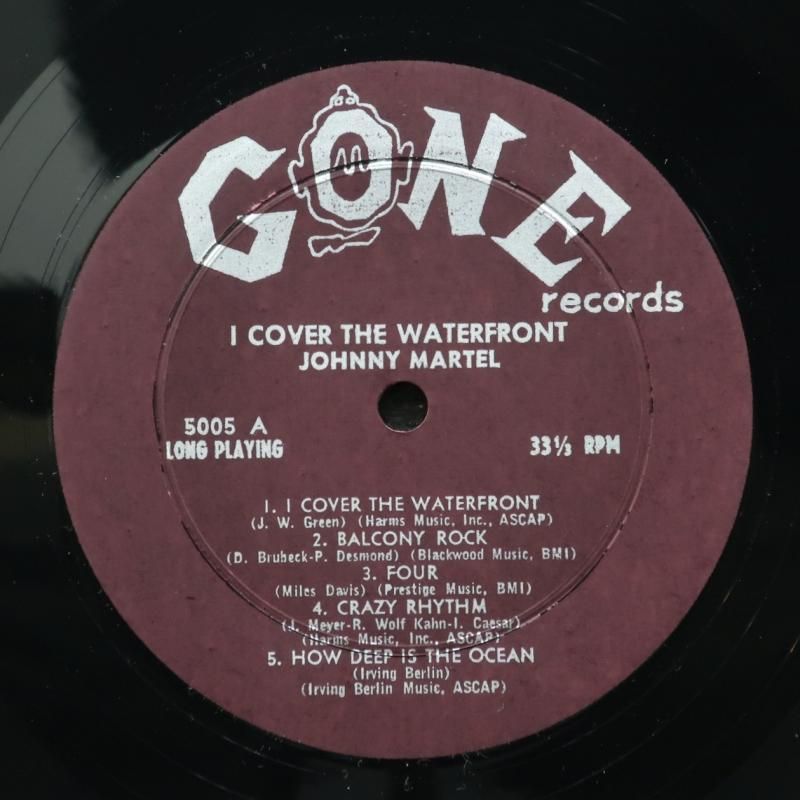 GONE
records
I COVER THE WATERFRONT
JOHNNY MARTEL
5005 A
LONG PLAYING
33⅓ RPM
1. I COVER THE WATERFRONT
(J. W. Green) (Harms Music, Inc., ASCAP)
2. BALCONY ROCK
(D. Brubeck-P. Desmond) (Blackwood Music, BMI)
3. FOUR
(Miles Davis) (Prestige Music, BMI)
4. CRAZY RHYTHM
(J. Meyer-R. Wolf Kahn-I. Caesar)
(Harms Music, Inc., ASCAP)
5. HOW DEEP IS THE OCEAN
(Irving Berlin)
(Irving Berlin Music, ASCAP)